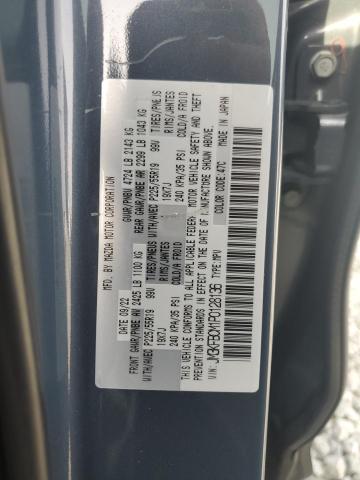 MFD. BY MAZDA MOTOR CORPORATION
DATE: 09/22 GVWR/PNBV 4724 LB 2143 KG
FRONT GAWR/PNBE AV 2425 LB 1100 KG REAR GAWR/PNBE AR 2299 LB 1043 KG
WITH/AVEC P225/55R19 99V TIRES/PNEUS WITH/AVEC P225/55R19 99V TIRES/PNEUS
19X7J RIMS/JANTES 19X7J RIMS/JANTES
240 KPA/35 PSI COLD/A FROID 240 KPA/35 PSI COLD/A FROID
THIS VEHICLE CONFORMS TO ALL APPLICABLE FEDERAL MOTOR VEHICLE SAFETY AND THEFT
PREVENTION STANDARDS IN EFFECT ON THE DATE OF MANUFACTURE SHOWN ABOVE.
VIN: JM3KFBCM1P0128136 TYPE: MPV COLOR: 47C MADE IN JAPAN